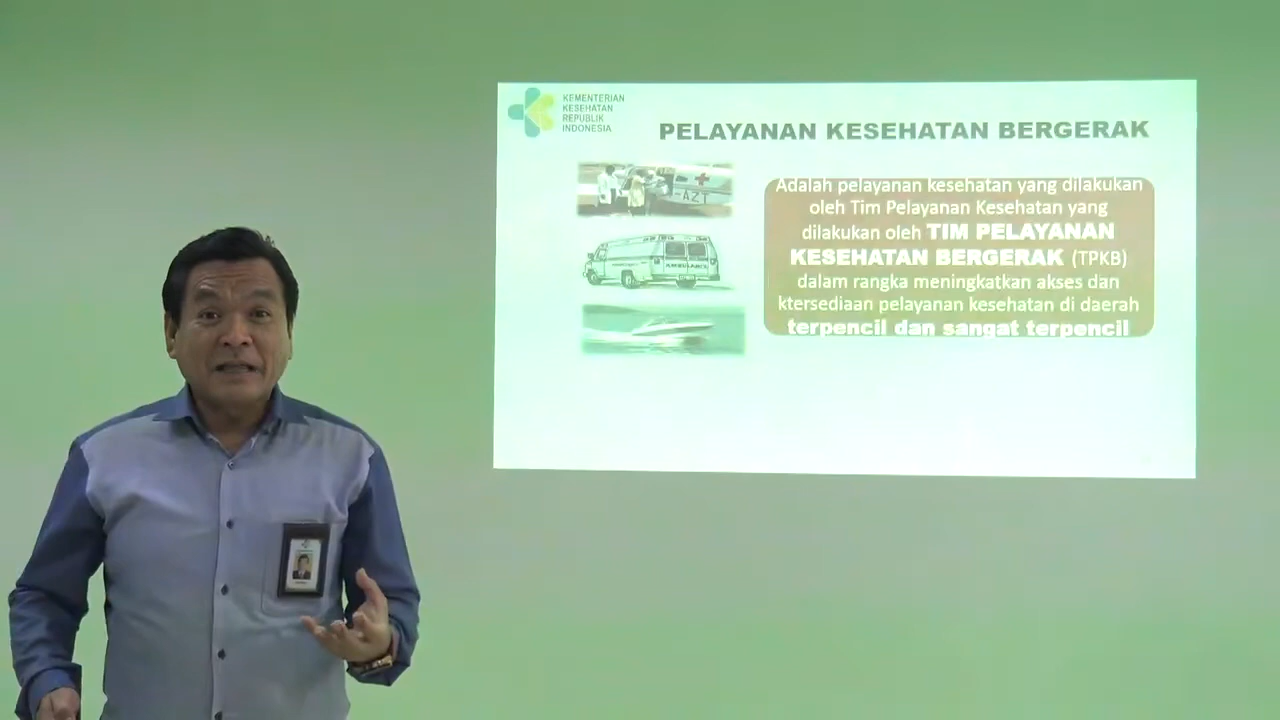 KEMENTERIAN
KESEHATAN
REPUBLIK
INDONESIA
PELAYANAN KESEHATAN BERGERAK
AZT
AMBULANCE
Adalah pelayanan kesehatan yang dilakukan
oleh Tim Pelayanan Kesehatan yang
dilakukan oleh TIM PELAYANAN
KESEHATAN BERGERAK (TPKB)
dalam rangka meningkatkan akses dan
ktersediaan pelayanan kesehatan di daerah
terpencil dan sangat terpencil